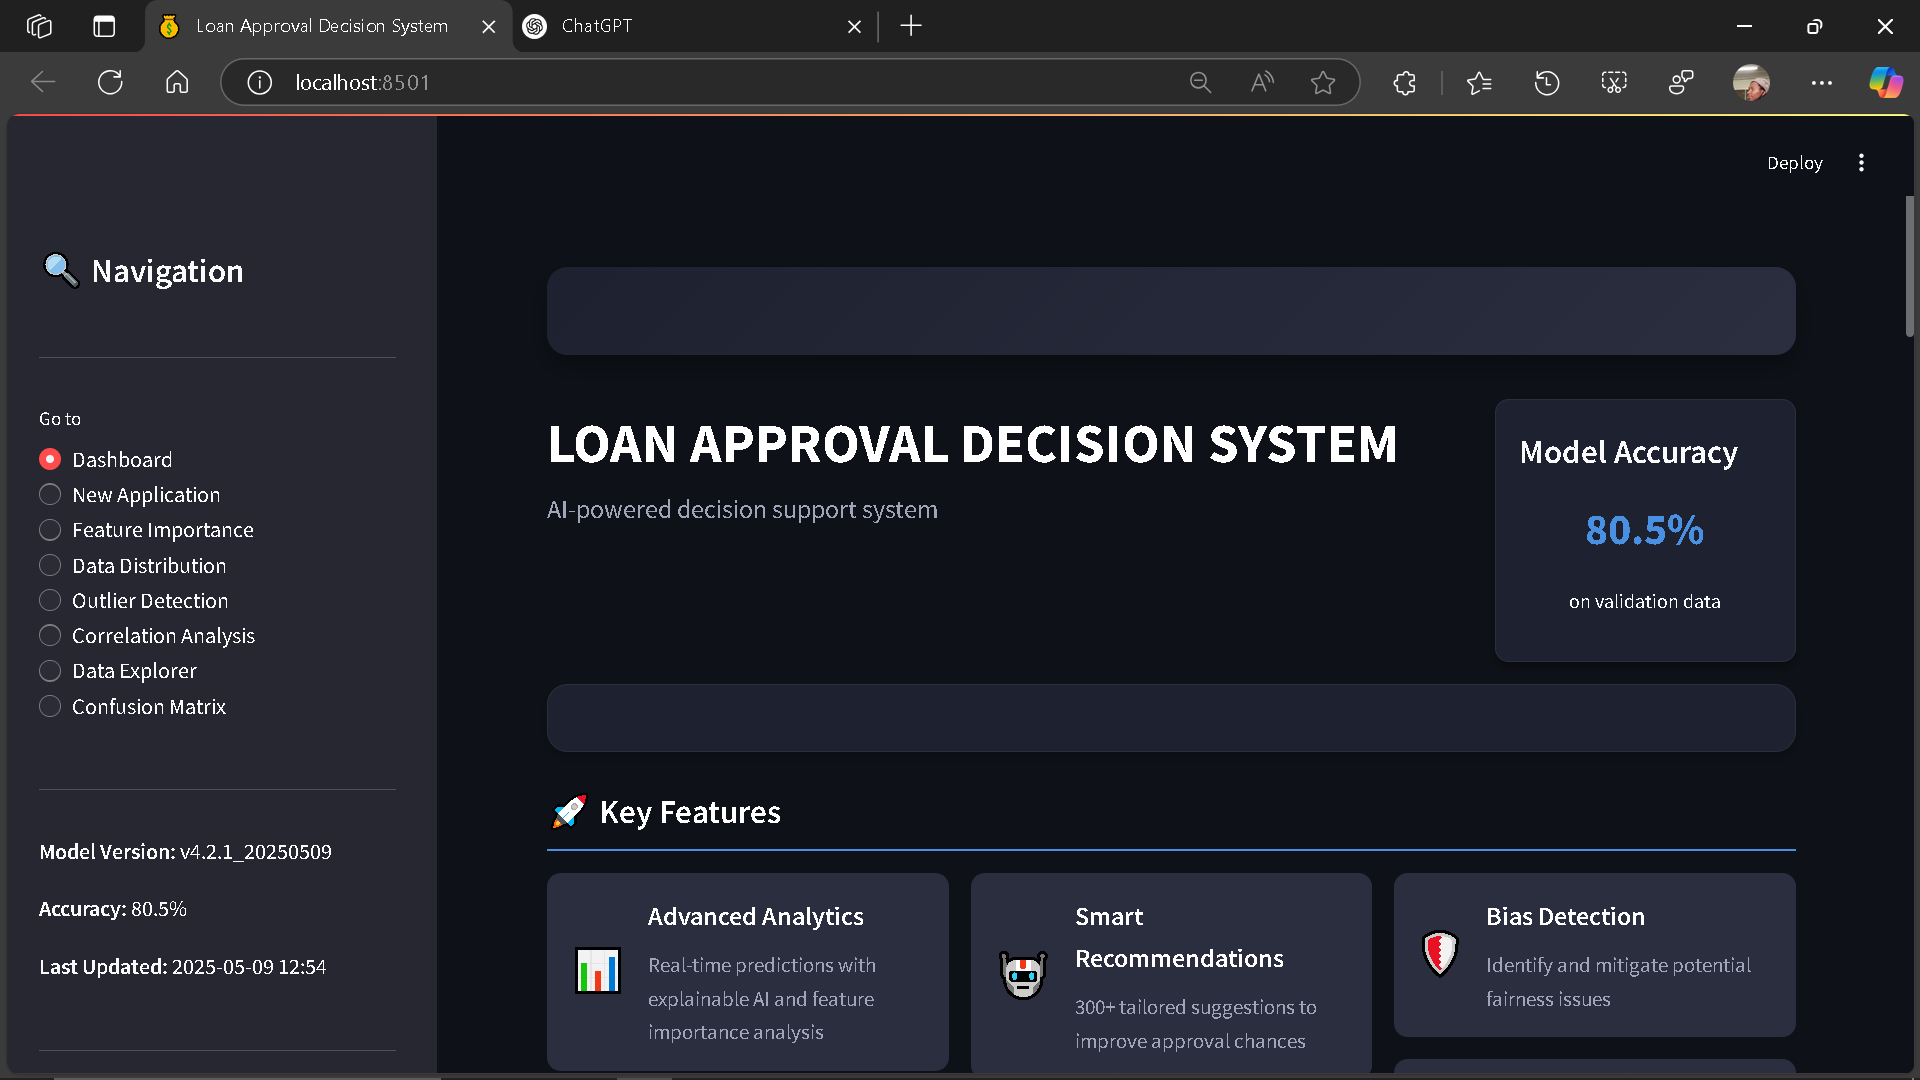 Loan Approval Decision System
ChatGPT
localhost:8501
Deploy
Navigation
Go to
Dashboard
New Application
Feature Importance
Data Distribution
Outlier Detection
Correlation Analysis
Data Explorer
Confusion Matrix
Model Version: v4.2.1_20250509
Accuracy: 80.5%
Last Updated: 2025-05-09 12:54
LOAN APPROVAL DECISION SYSTEM
AI-powered decision support system
Model Accuracy
80.5%
on validation data
Key Features
Advanced Analytics
Real-time predictions with
explainable AI and feature
importance analysis
Smart
Recommendations
300+ tailored suggestions to
improve approval chances
Bias Detection
Identify and mitigate potential
fairness issues